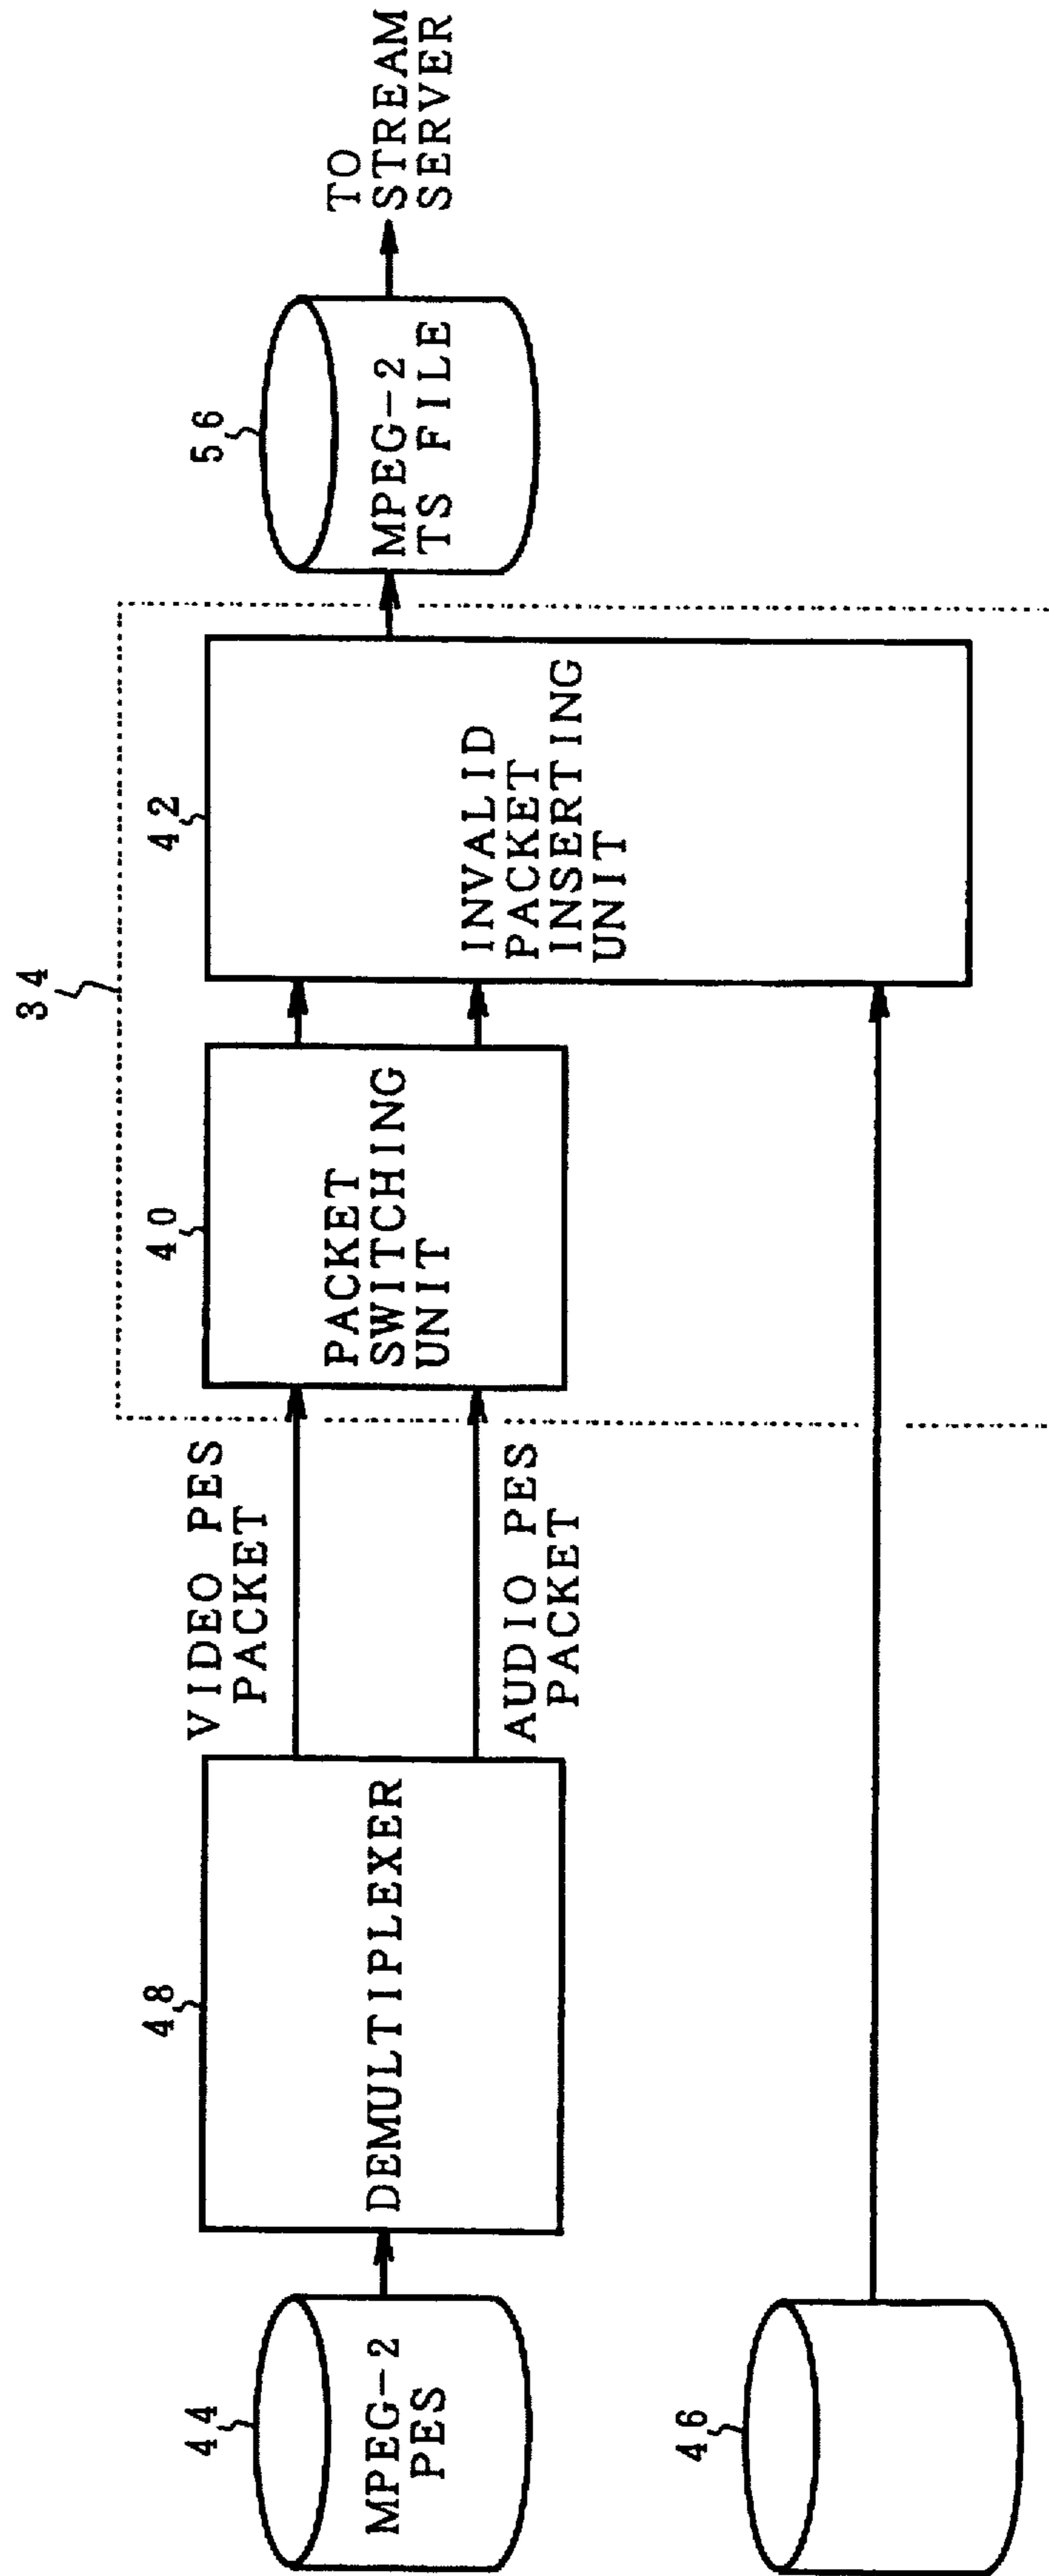 34
44
MPEG-2
PES
48
DEMULTIPLEXER
VIDEO PES
PACKET
AUDIO PES
PACKET
40
PACKET
SWITCHING
UNIT
42
INVALID
PACKET
INSERTING
UNIT
56
MPEG-2
TS FILE
TO
STREAM
SERVER
46